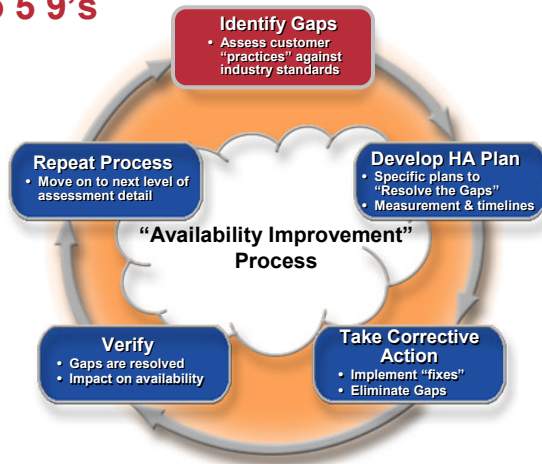 5 9's
Identify Gaps
• Assess customer
"practices" against
industry standards
Repeat Process
• Move on to next level of
assessment detail
Develop HA Plan
• Specific plans to
"Resolve the Gaps"
• Measurement & timelines
“Availability Improvement”
Process
Verify
• Gaps are resolved
• Impact on availability
Take Corrective
Action
• Implement “fixes”
• Eliminate Gaps